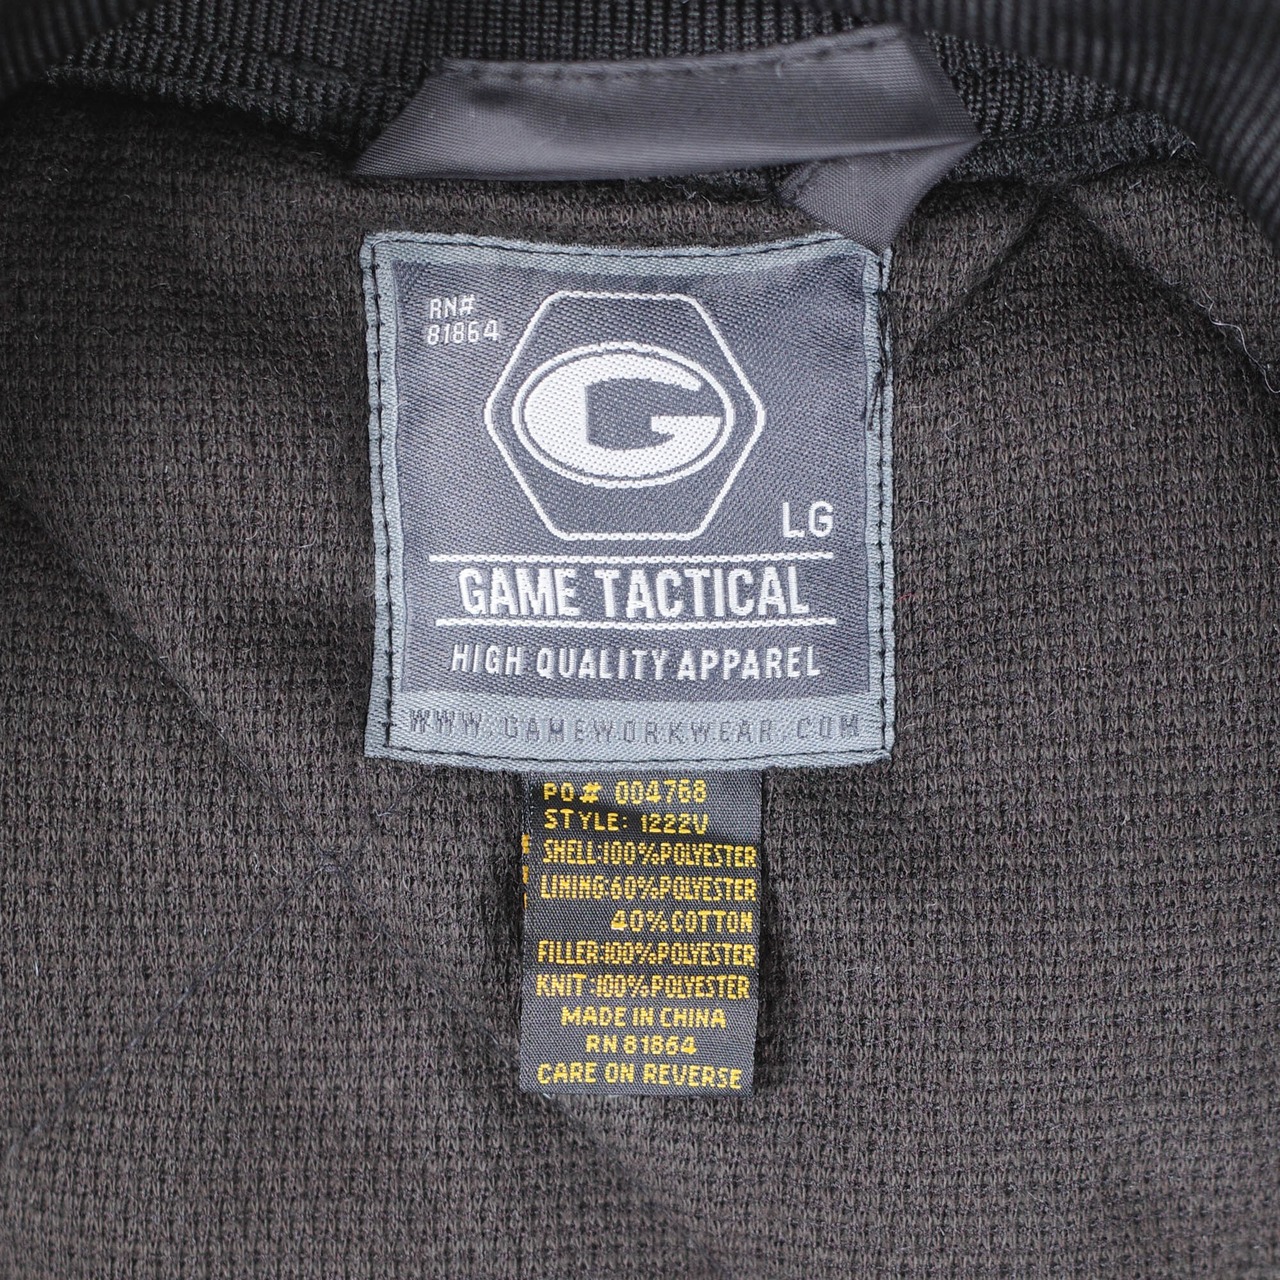 RN#
81864
G
LG
GAME TACTICAL
HIGH QUALITY APPAREL
WWW.GAMEWORKWEAR.COM
PO# 004768
STYLE: 1222V
SHELL:100%POLYESTER
LINING:60%POLYESTER
40%COTTON
FILLER:100%POLYESTER
KNIT :100%POLYESTER
MADE IN CHINA
RN 81864
CARE ON REVERSE